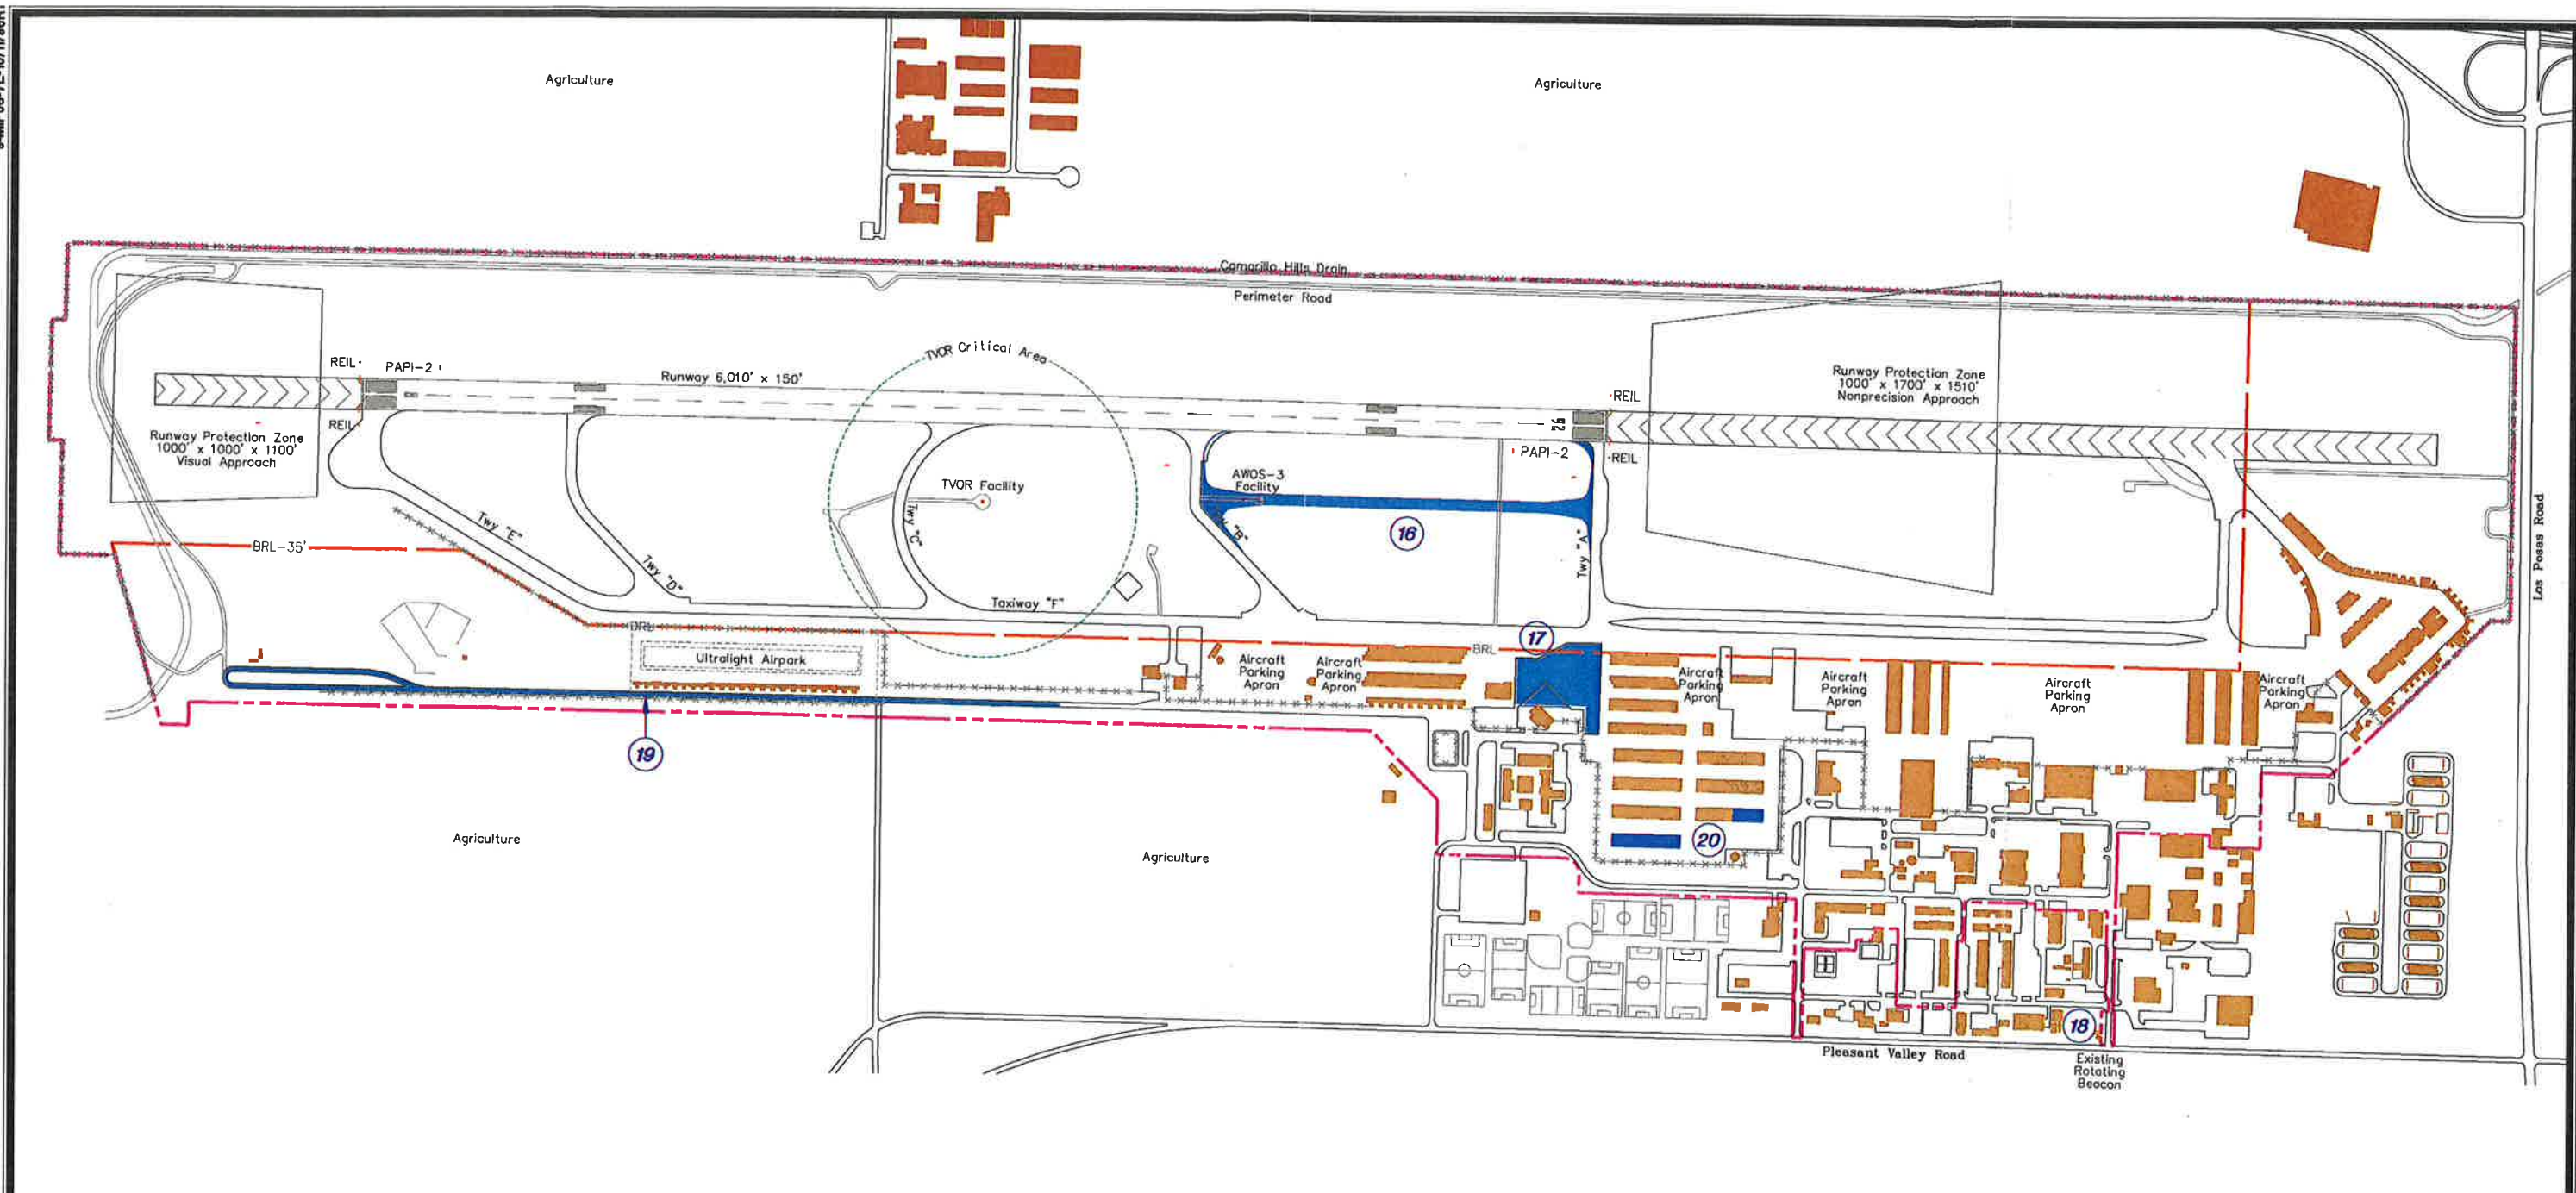 Agriculture
Agriculture
Camarillo Hills Drain
Perimeter Road
TVOR Critical Area
REIL
PAPI-2
Runway 6,010' x 150'
REIL
Runway Protection Zone
1000' x 1700' x 1510'
Nonprecision Approach
REIL
Runway Protection Zone
1000' x 1000' x 1100'
Visual Approach
26
PAPI-2
REIL
AWOS-3
Facility
TVOR Facility
Twy "E"
Twy "C"
Twy "B"
16
Twy "A"
Los Posas Road
BRL-35'
Twy "D"
Taxiway "F"
BRL
17
BRL
Ultralight Airpark
Aircraft
Parking
Apron
Aircraft
Parking
Apron
Aircraft
Parking
Apron
Aircraft
Parking
Apron
Aircraft
Parking
Apron
Aircraft
Parking
Apron
19
Agriculture
Agriculture
20
18
Pleasant Valley Road
Existing
Rotating
Beacon